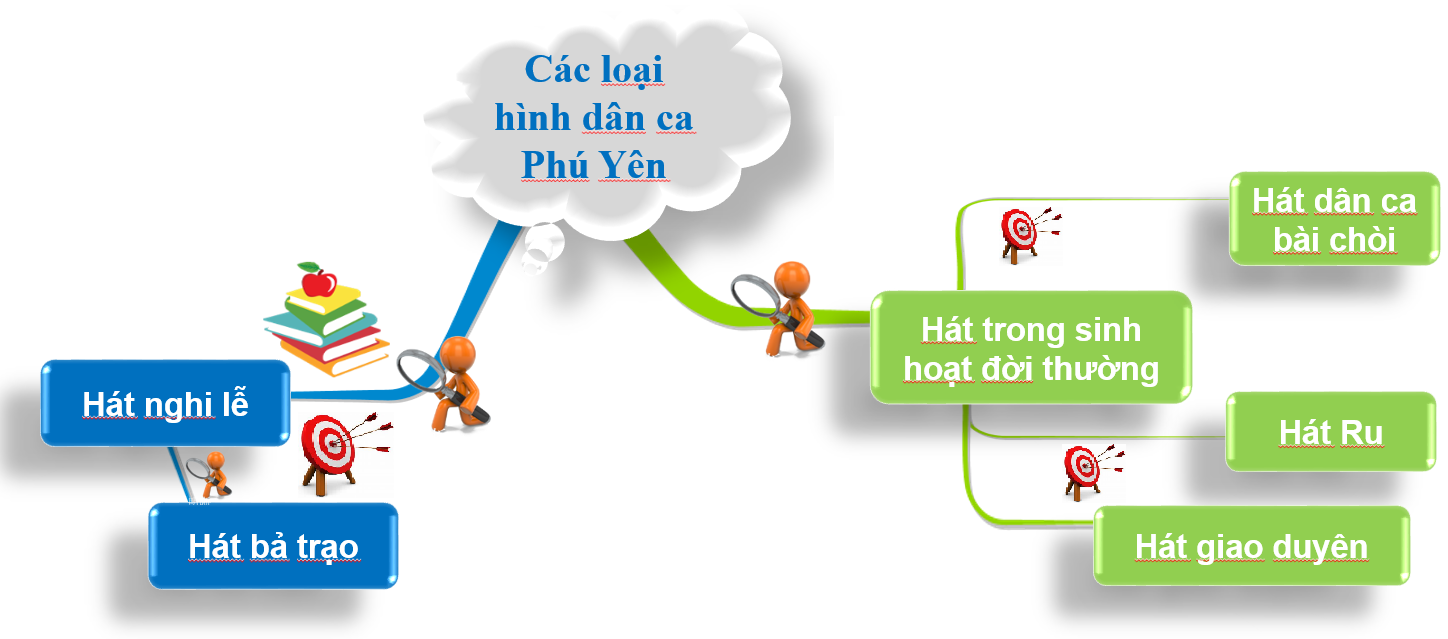 Các loại
hình dân ca
Phú Yên
Hát nghi lễ
Hát bả trạo
Hát trong sinh
hoạt đời thường
Hát dân ca
bài chòi
Hát Ru
Hát giao duyên